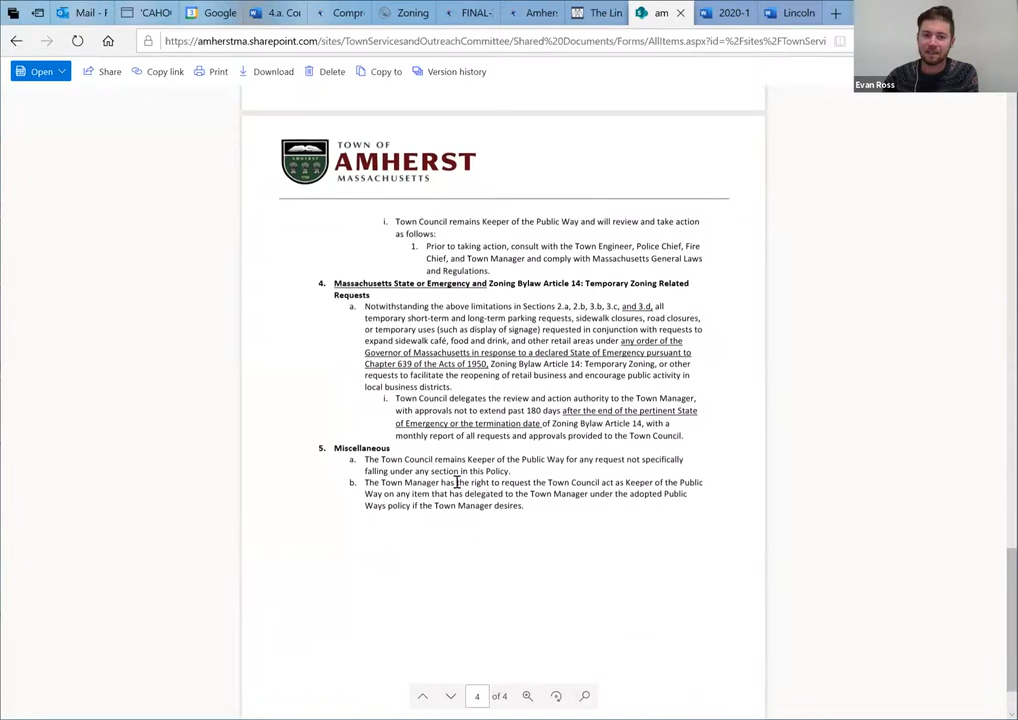 Mail - F
'CAHO
Google
4.a. Cor
Compre
Zoning
FINAL-
Amhers
The Lin
am
2020-1
Lincoln
https://amherstma.sharepoint.com/sites/TownServicesandOutreachCommittee/Shared%20Documents/Forms/AllItems.aspx?id=%2Fsites%2FTownServi
Open
Share
Copy link
Print
Download
Delete
Copy to
Version history
Evan Ross
TOWN OF
AMHERST
MASSACHUSETTS
i. Town Council remains Keeper of the Public Way and will review and take action
as follows:
1. Prior to taking action, consult with the Town Engineer, Police Chief, Fire
Chief, and Town Manager and comply with Massachusetts General Laws
and Regulations.
4. Massachusetts State or Emergency and Zoning Bylaw Article 14: Temporary Zoning Related
Requests
a. Notwithstanding the above limitations in Sections 2.a, 2.b, 3.b, 3.c, and 3.d, all
temporary short-term and long-term parking requests, sidewalk closures, road closures,
or temporary uses (such as display of signage) requested in conjunction with requests to
expand sidewalk café, food and drink, and other retail areas under any order of the
Governor of Massachusetts in response to a declared State of Emergency pursuant to
Chapter 639 of the Acts of 1950, Zoning Bylaw Article 14: Temporary Zoning, or other
requests to facilitate the reopening of retail business and encourage public activity in
local business districts.
i. Town Council delegates the review and action authority to the Town Manager,
with approvals not to extend past 180 days after the end of the pertinent State
of Emergency or the termination date of Zoning Bylaw Article 14, with a
monthly report of all requests and approvals provided to the Town Council.
5. Miscellaneous
a. The Town Council remains Keeper of the Public Way for any request not specifically
falling under any section in this Policy.
b. The Town Manager has the right to request the Town Council act as Keeper of the Public
Way on any item that has delegated to the Town Manager under the adopted Public
Ways policy if the Town Manager desires.
4 of 4